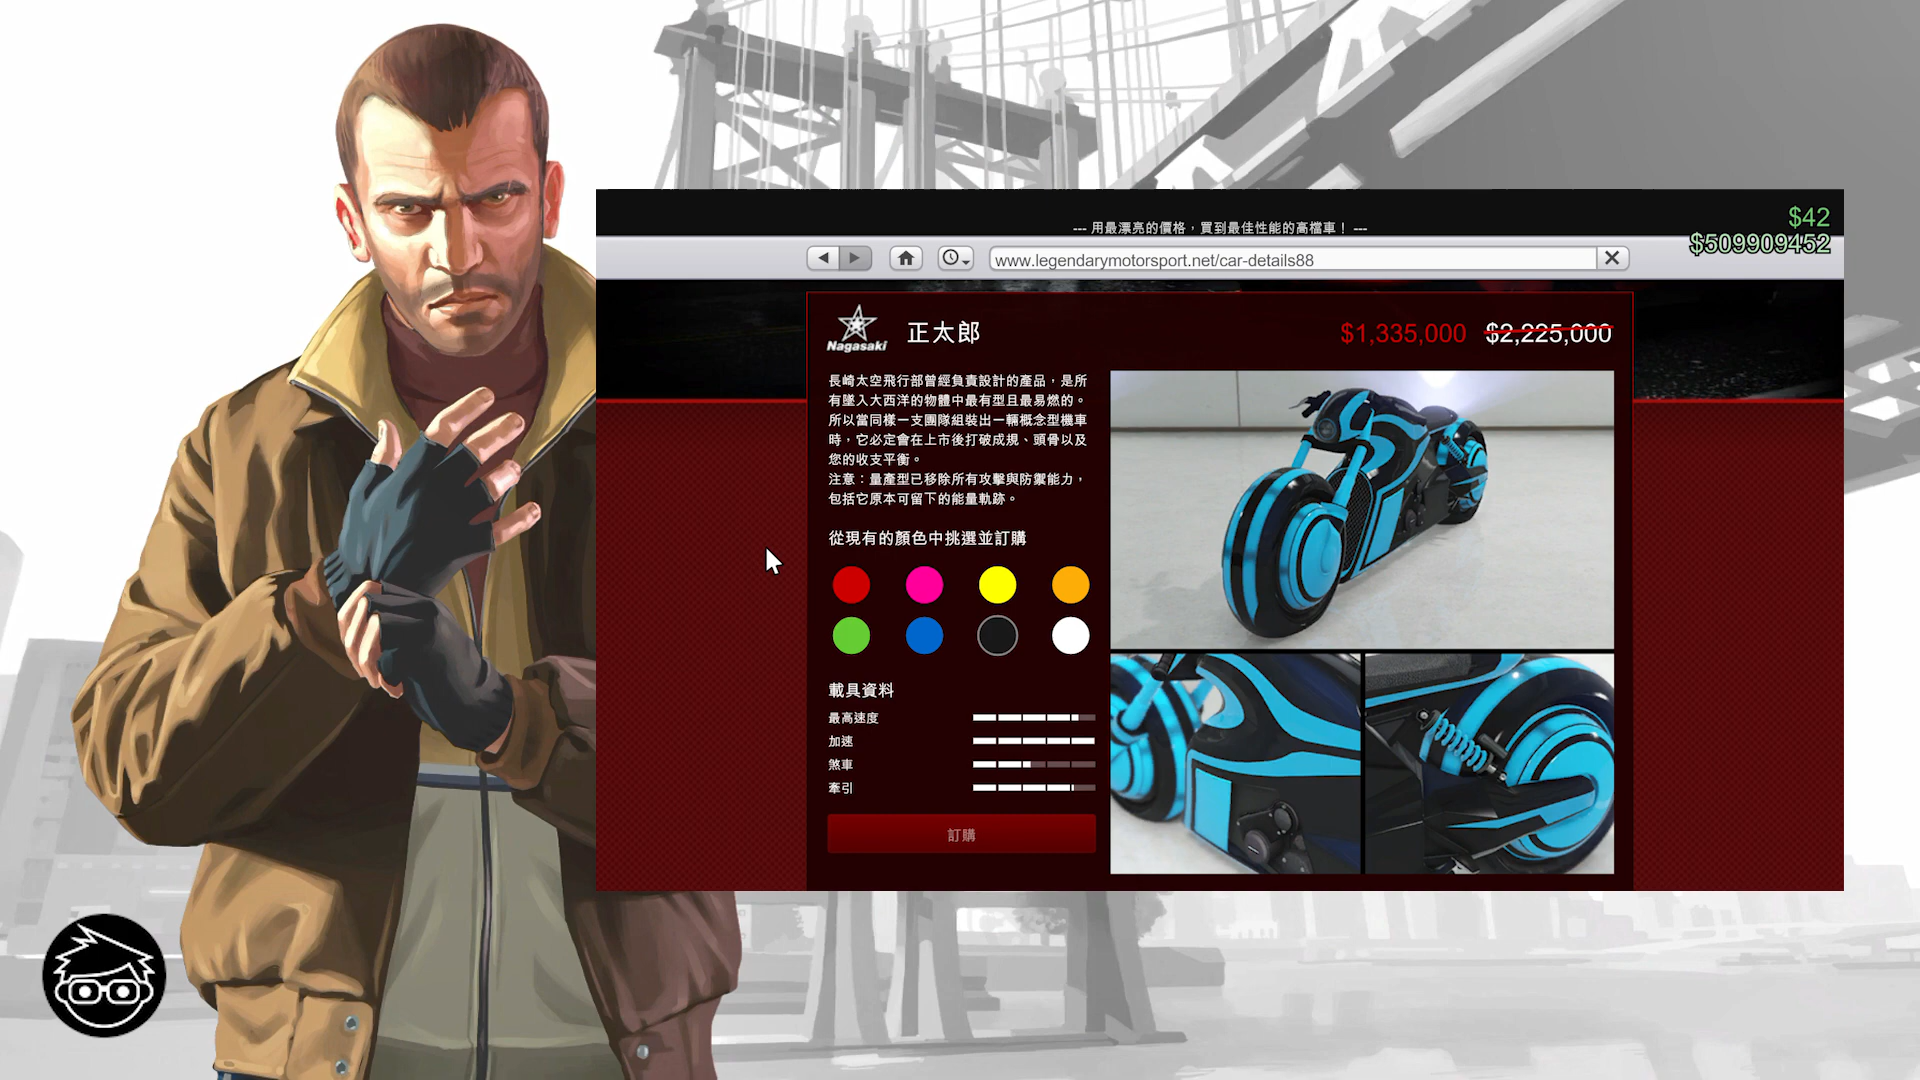 --- 用最漂亮的價格，買到最佳性能的高檔車！ ---
$42
$509909452
www.legendarymotorsport.net/car-details88
Nagasaki
正太郎
$1,335,000 $2,225,000
長崎太空飛行部曾經負責設計的產品，是所
有墜入大西洋的物體中最有型且最易燃的。
所以當同樣一支團隊組裝出一輛概念型機車
時，它必定會在上市後打破成規、頭骨以及
您的收支平衡。
注意：量產型已移除所有攻擊與防禦能力，
包括它原本可留下的能量軌跡。
從現有的顏色中挑選並訂購
載具資料
最高速度
加速
煞車
牽引
訂購